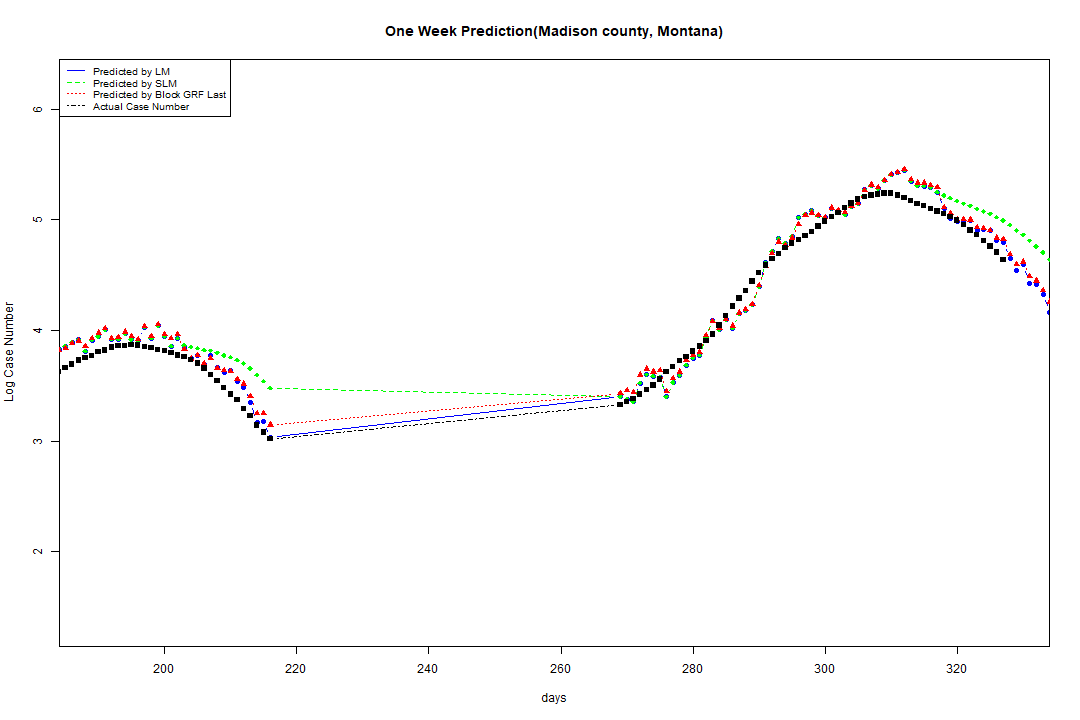 One Week Prediction(Madison county, Montana)
Predicted by LM
Predicted by SLM
Predicted by Block GRF Last
Actual Case Number
Log Case Number
6
5
4
3
2
200 220 240 260 280 300 320
days